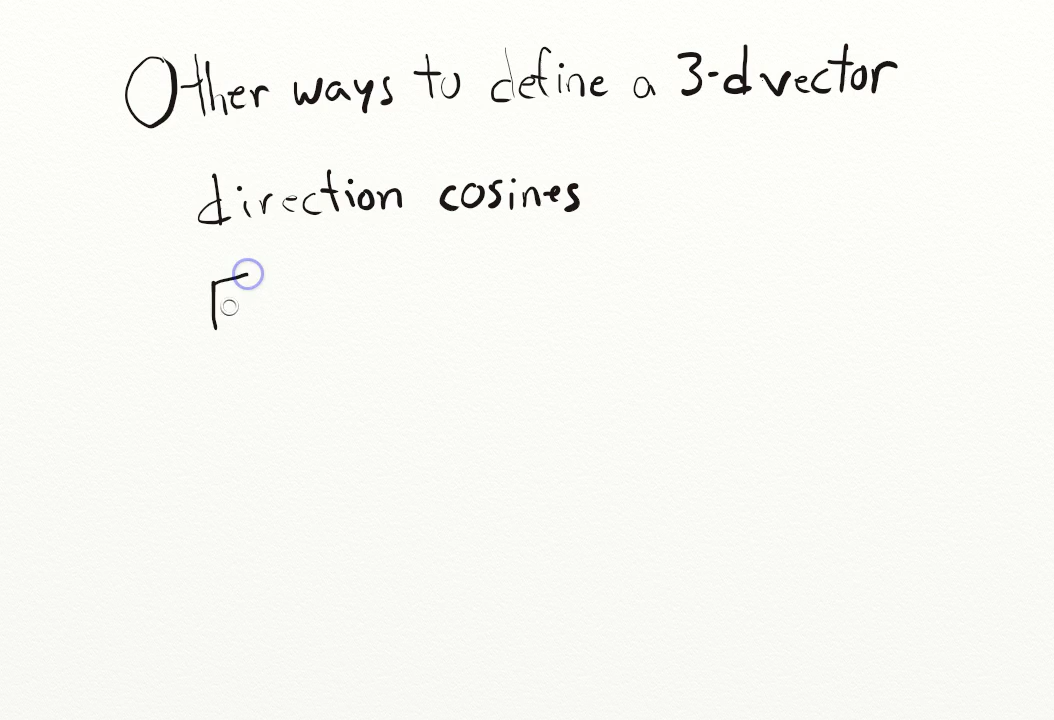 Other ways to define a 3-d vector
direction cosines